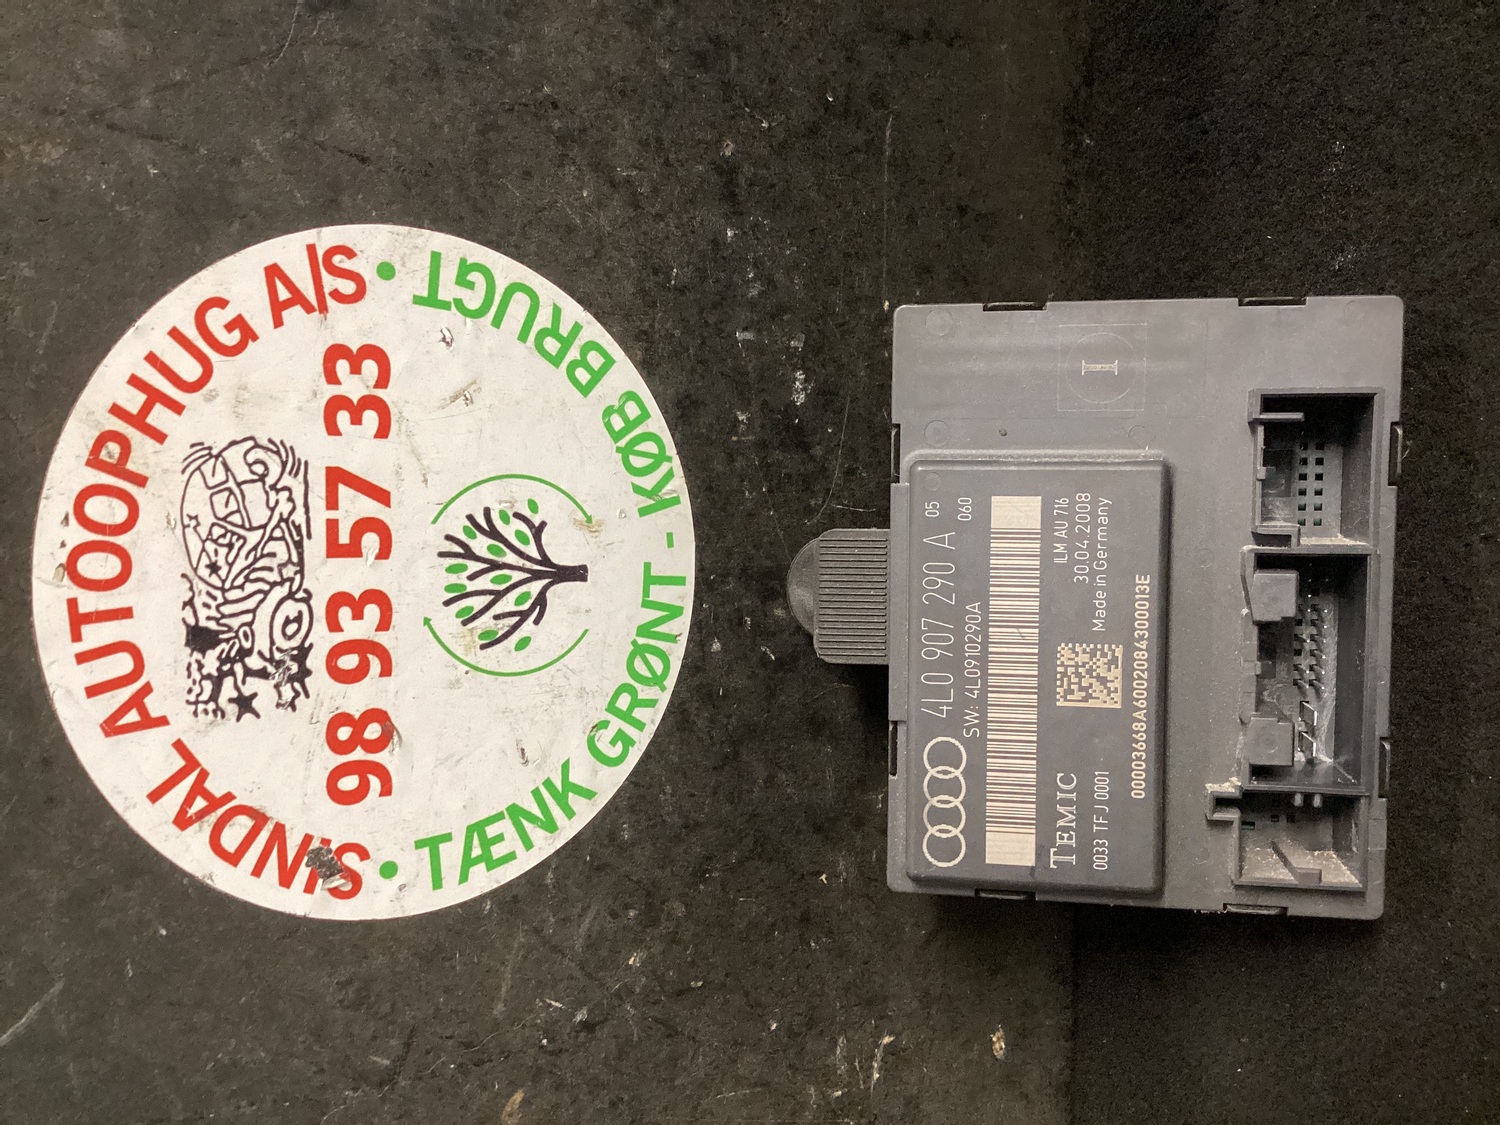 SINDAL AUTOOPHUG A/S
98 93 57 33
• TÆNK GRØNT - KØB BRUGT •
4L0 907 290 A 05
SW: 4L0910290A 060
TEMIC
ILM AU 716
30.04.2008
0033 TF J 0001
Made in Germany
00003668A60020843000013E
I